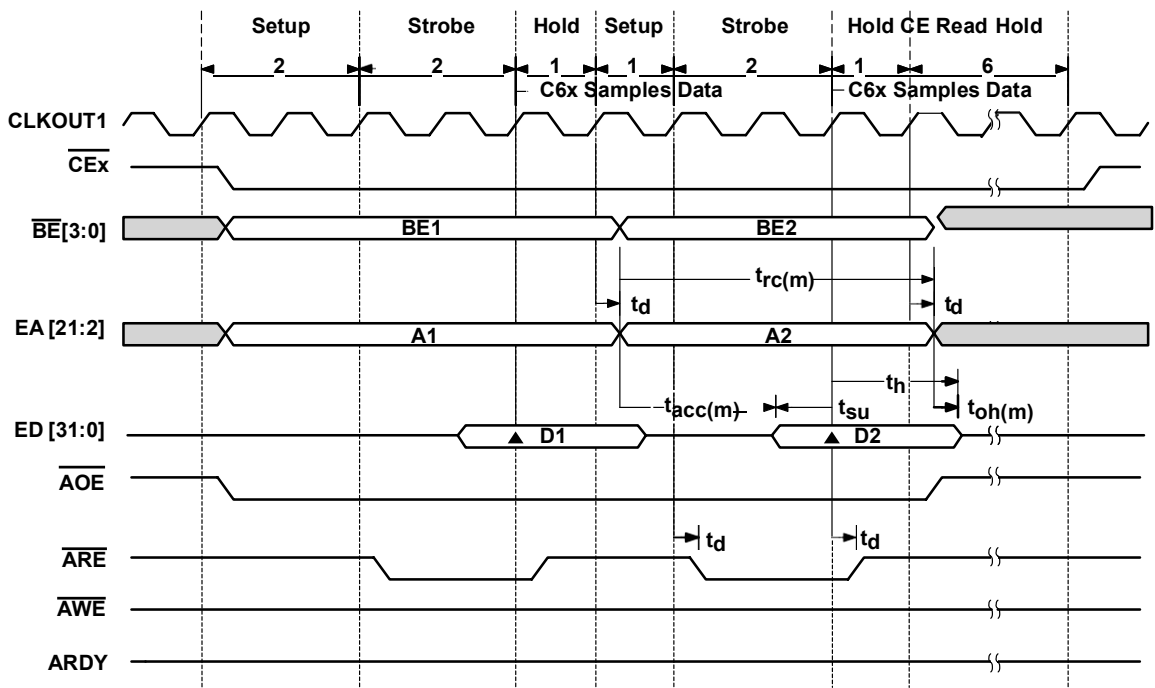 Setup Strobe Hold Setup Strobe Hold CE Read Hold
2 2 1 1 2 1 6
C6x Samples Data C6x Samples Data
CLKOUT1
CEx
BE[3:0] BE1 BE2
trc(m)
td td
EA [21:2] A1 A2
th
tacc(m) tsu toh(m)
ED [31:0] D1 D2
AOE
td td
ARE
AWE
ARDY